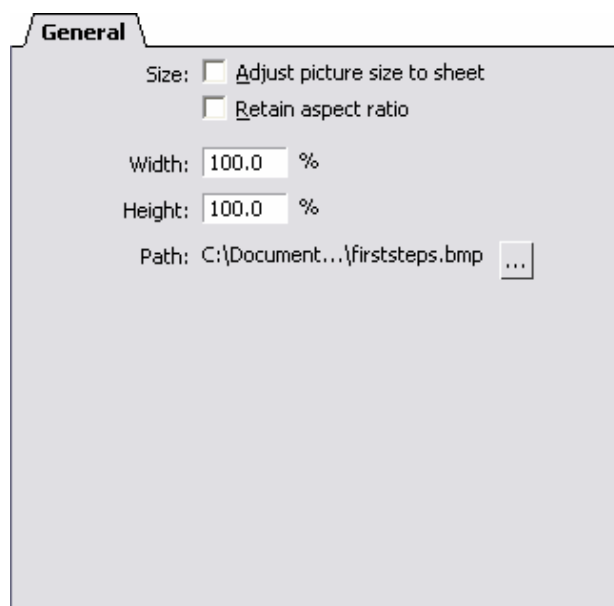 General
Size: Adjust picture size to sheet
Retain aspect ratio
Width: 100.0 %
Height: 100.0 %
Path: C:\Document...\firststeps.bmp ...